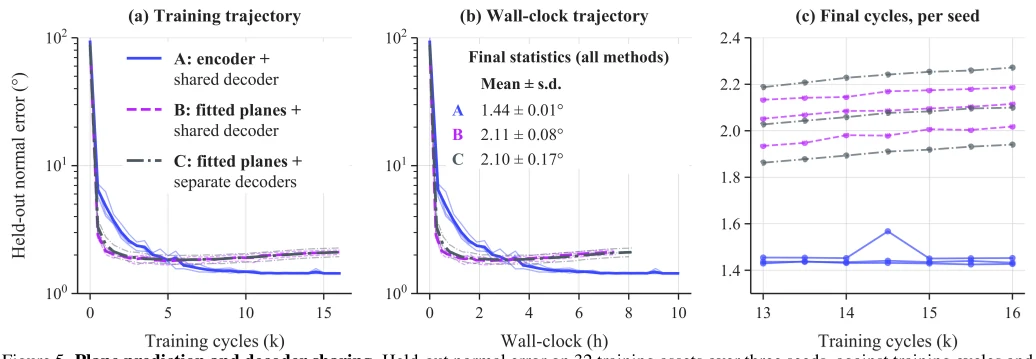 (a) Training trajectory
(b) Wall-clock trajectory
(c) Final cycles, per seed
Held-out normal error (°)
10²
10¹
10⁰
A: encoder +
shared decoder
B: fitted planes +
shared decoder
C: fitted planes +
separate decoders
0
5
10
15
Training cycles (k)
10²
10¹
10⁰
Final statistics (all methods)
Mean ± s.d.
A 1.44 ± 0.01°
B 2.11 ± 0.08°
C 2.10 ± 0.17°
0
2
4
6
8
10
Wall-clock (h)
2.4
2.2
2.0
1.8
1.6
1.4
13
14
15
16
Training cycles (k)
Figure 5. Plane prediction and decoder sharing. Held-out normal error on 32 training assets over three seeds, against training cycles and